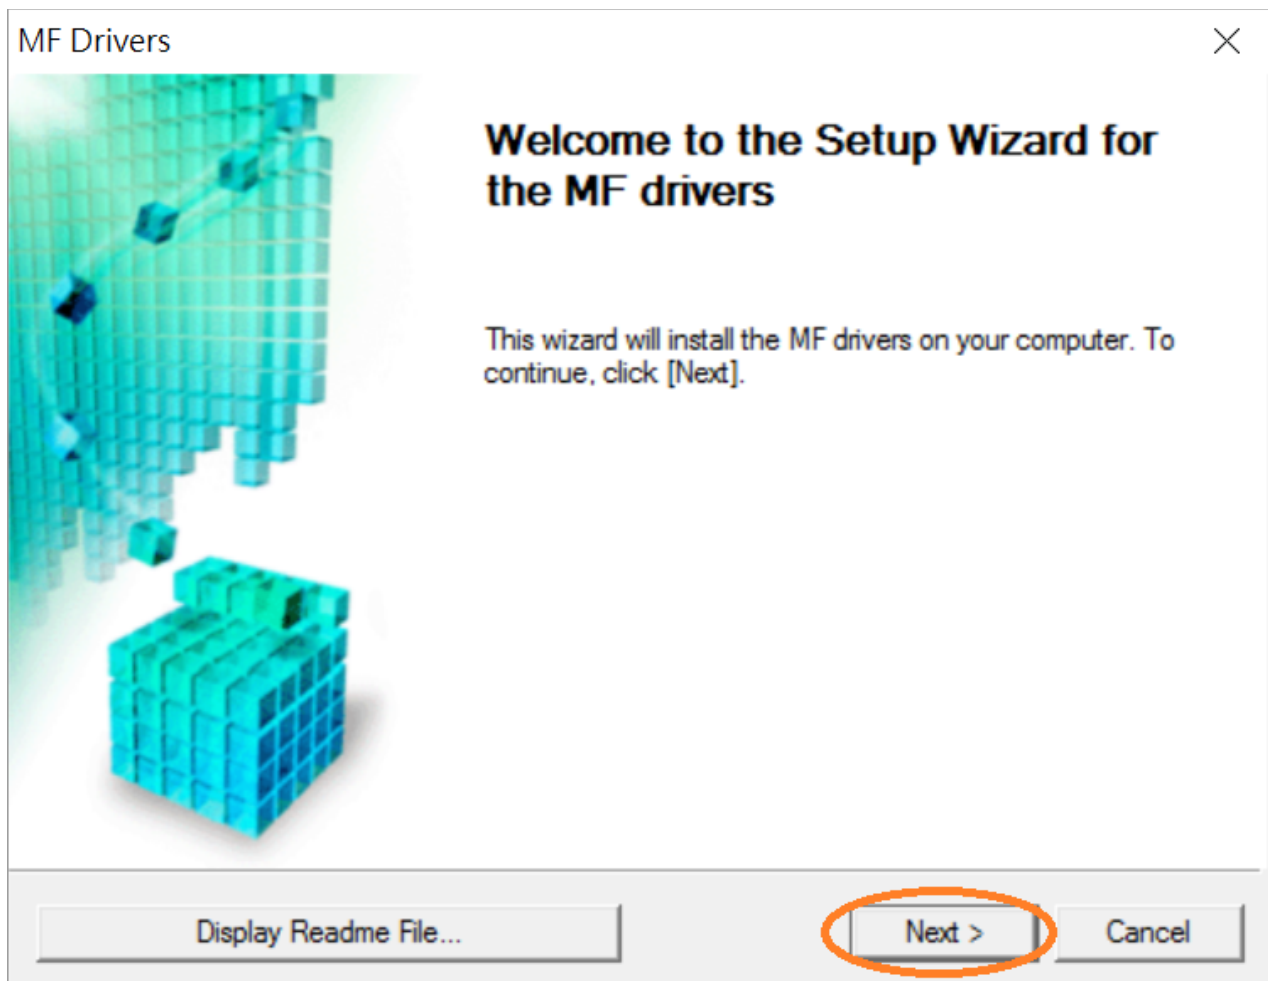 MF Drivers
Welcome to the Setup Wizard for
the MF drivers
This wizard will install the MF drivers on your computer. To
continue, click [Next].
Display Readme File...
Next >
Cancel